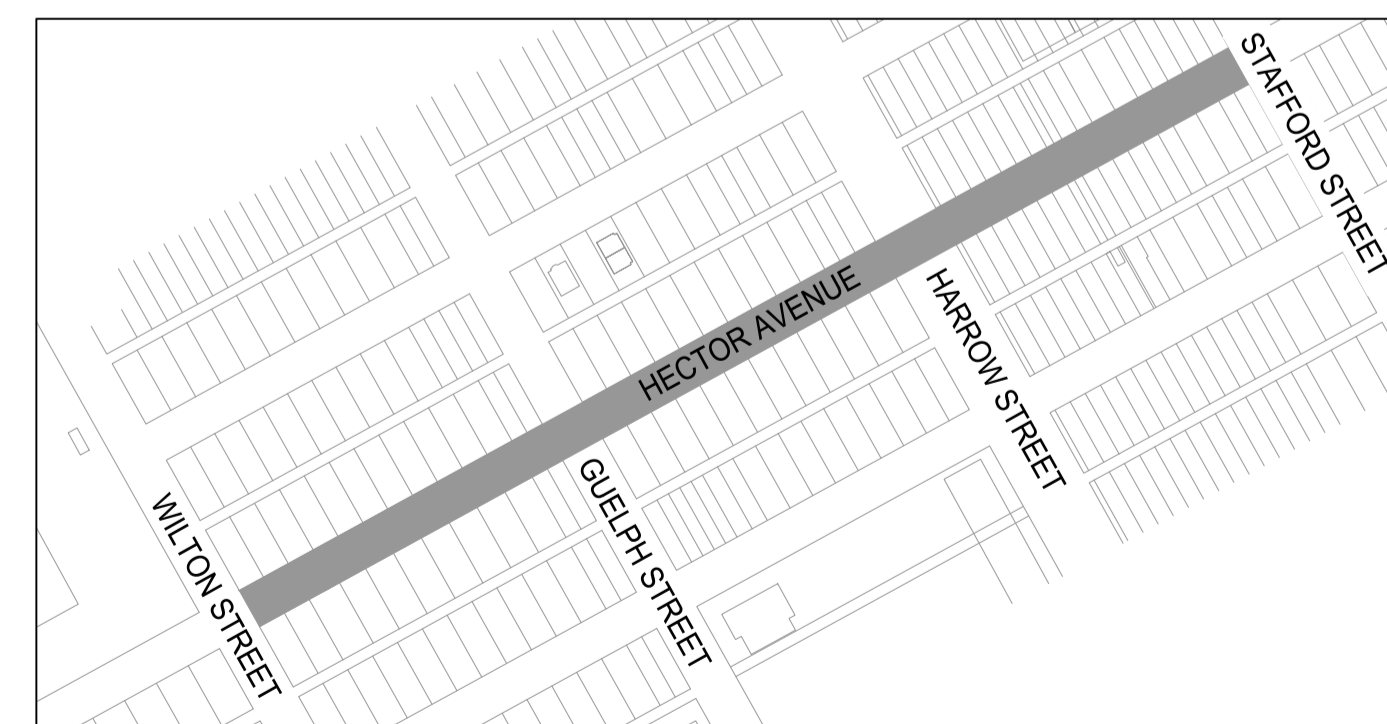 STAFFORD STREET
HECTOR AVENUE
HARROW STREET
GUELPH STREET
WILTON STREET